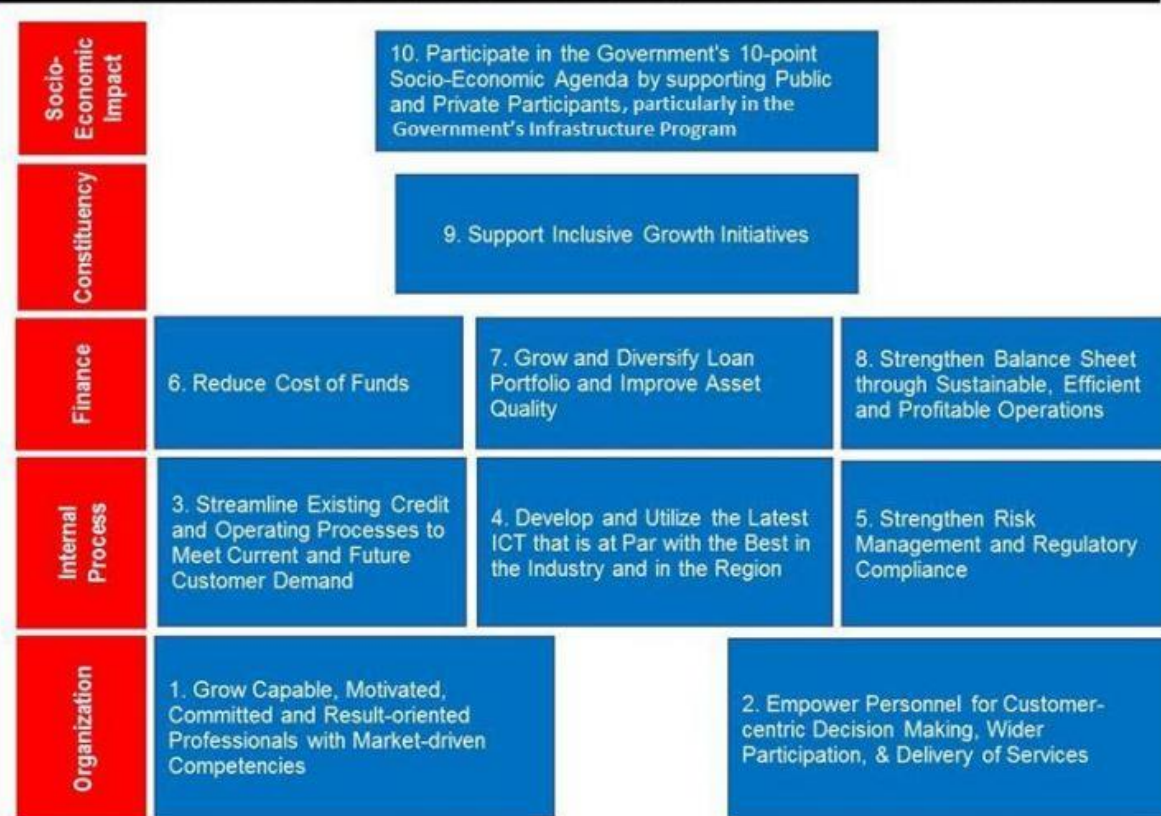 Socio-
Economic
Impact
10. Participate in the Government's 10-point
Socio-Economic Agenda by supporting Public
and Private Participants, particularly in the
Government's Infrastructure Program
Constituency
9. Support Inclusive Growth Initiatives
Finance
6. Reduce Cost of Funds
7. Grow and Diversify Loan
Portfolio and Improve Asset
Quality
8. Strengthen Balance Sheet
through Sustainable, Efficient
and Profitable Operations
Internal
Process
3. Streamline Existing Credit
and Operating Processes to
Meet Current and Future
Customer Demand
4. Develop and Utilize the Latest
ICT that is at Par with the Best in
the Industry and in the Region
5. Strengthen Risk
Management and Regulatory
Compliance
Organization
1. Grow Capable, Motivated,
Committed and Result-oriented
Professionals with Market-driven
Competencies
2. Empower Personnel for Customer-
centric Decision Making, Wider
Participation, & Delivery of Services